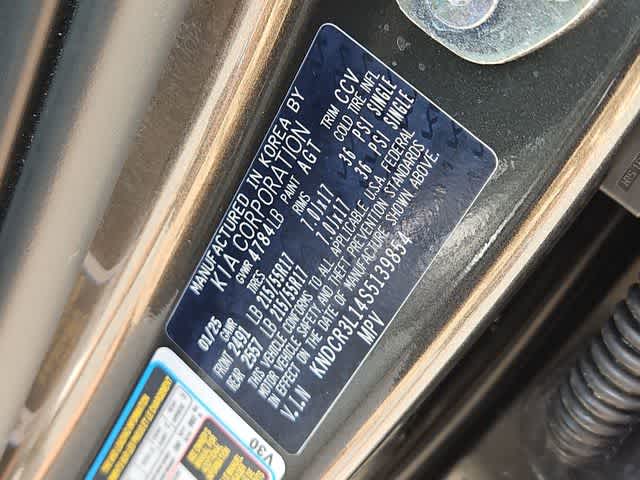 MANUFACTURED IN KOREA BY
KIA CORPORATION
01/25 GVWR 4784LB PAINT AGT TRIM CCV
GAWR TIRES RIMS COLD TIRE INFL
FRONT 2491 LB 215/55R17 7.0Jx17 36 PSI SINGLE
REAR 2557 LB 215/55R17 7.0Jx17 36 PSI SINGLE
THIS VEHICLE CONFORMS TO ALL APPLICABLE U.S.A. FEDERAL
MOTOR VEHICLE SAFETY AND THEFT PREVENTION STANDARDS
IN EFFECT ON THE DATE OF MANUFACTURE SHOWN ABOVE.
V.I.N KNDCR3L14S5139854
MPV
V30